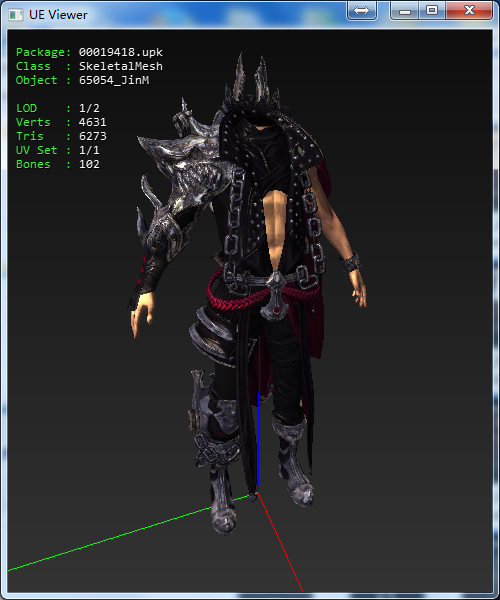 UE Viewer
Package: 00019418.upk
Class : SkeletalMesh
Object : 65054_JinM
LOD : 1/2
Verts : 4631
Tris : 6273
UV Set : 1/1
Bones : 102